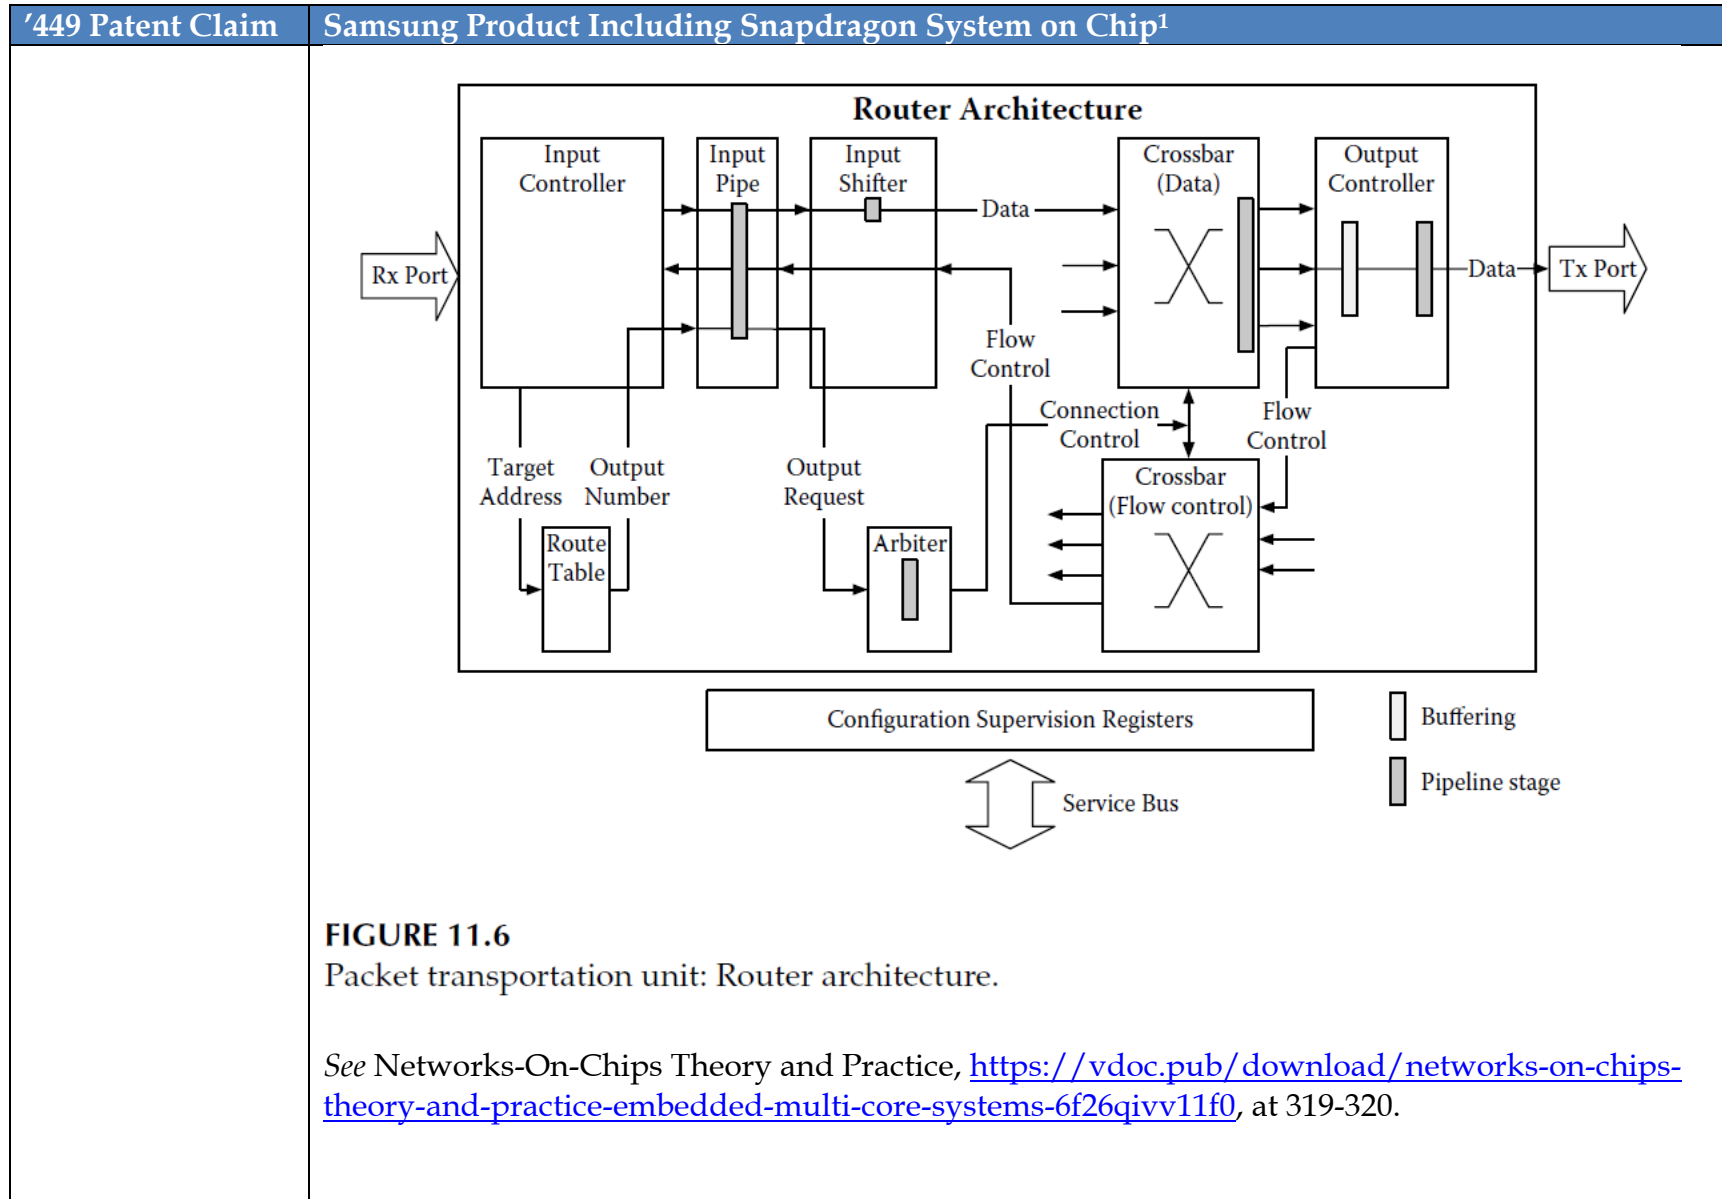 ’449 Patent Claim
Samsung Product Including Snapdragon System on Chip1
Router Architecture
Input
Controller
Input
Pipe
Input
Shifter
Crossbar
(Data)
Output
Controller
Data
Rx Port
Data
Tx Port
Flow
Control
Connection
Control
Flow
Control
Target
Address
Output
Number
Output
Request
Crossbar
(Flow control)
Route
Table
Arbiter
Configuration Supervision Registers
Buffering
Pipeline stage
Service Bus
FIGURE 11.6
Packet transportation unit: Router architecture.
See Networks-On-Chips Theory and Practice, https://vdoc.pub/download/networks-on-chips-
theory-and-practice-embedded-multi-core-systems-6f26qivv11f0, at 319-320.